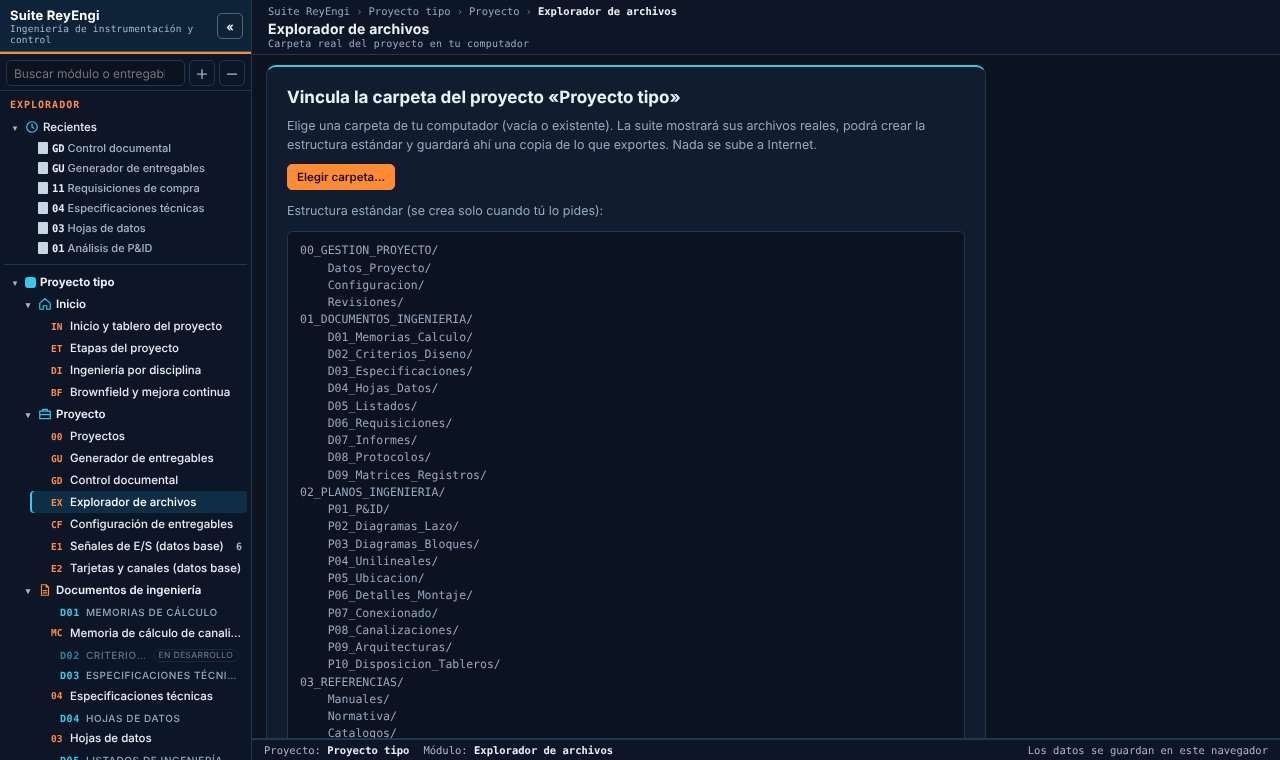 Suite ReyEngi
Ingeniería de instrumentación y
control
«
Buscar módulo o entregabl
+
−
EXPLORADOR
Recientes
GD Control documental
GU Generador de entregables
11 Requisiciones de compra
04 Especificaciones técnicas
03 Hojas de datos
01 Análisis de P&ID
Proyecto tipo
Inicio
IN Inicio y tablero del proyecto
ET Etapas del proyecto
DI Ingeniería por disciplina
BF Brownfield y mejora continua
Proyecto
00 Proyectos
GU Generador de entregables
GD Control documental
EX Explorador de archivos
CF Configuración de entregables
E1 Señales de E/S (datos base) 6
E2 Tarjetas y canales (datos base)
Documentos de ingeniería
D01 MEMORIAS DE CÁLCULO
MC Memoria de cálculo de canali...
D02 CRITERIO... EN DESARROLLO
D03 ESPECIFICACIONES TÉCNI...
04 Especificaciones técnicas
D04 HOJAS DE DATOS
03 Hojas de datos
D05 LISTADOS DE INGENIERÍA
Suite ReyEngi › Proyecto tipo › Proyecto › Explorador de archivos
Explorador de archivos
Carpeta real del proyecto en tu computador
Vincula la carpeta del proyecto «Proyecto tipo»
Elige una carpeta de tu computador (vacía o existente). La suite mostrará sus archivos reales, podrá crear la
estructura estándar y guardará ahí una copia de lo que exportes. Nada se sube a Internet.
Elegir carpeta...
Estructura estándar (se crea solo cuando tú lo pides):
00_GESTION_PROYECTO/
Datos_Proyecto/
Configuracion/
Revisiones/
01_DOCUMENTOS_INGENIERIA/
D01_Memorias_Calculo/
D02_Criterios_Diseno/
D03_Especificaciones/
D04_Hojas_Datos/
D05_Listados/
D06_Requisiciones/
D07_Informes/
D08_Protocolos/
D09_Matrices_Registros/
02_PLANOS_INGENIERIA/
P01_P&ID/
P02_Diagramas_Lazo/
P03_Diagramas_Bloques/
P04_Unilineales/
P05_Ubicacion/
P06_Detalles_Montaje/
P07_Conexionado/
P08_Canalizaciones/
P09_Arquitecturas/
P10_Disposicion_Tableros/
03_REFERENCIAS/
Manuales/
Normativa/
Catalogos/
Proyecto: Proyecto tipo Módulo: Explorador de archivos
Los datos se guardan en este navegador